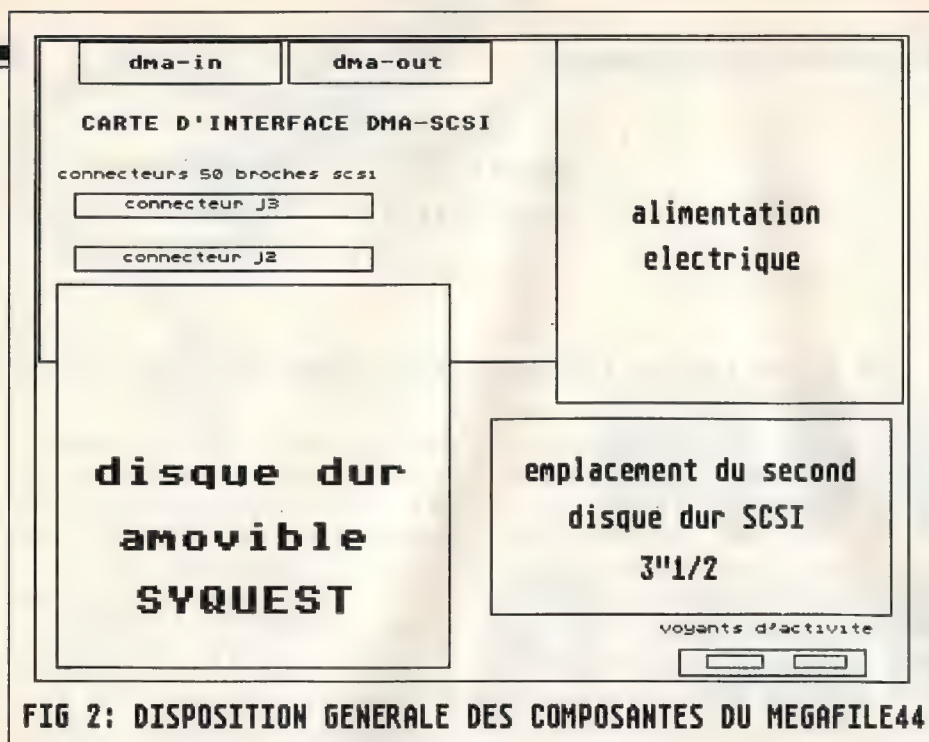 dma-in
dma-out
CARTE D'INTERFACE DMA-SCSI
connecteurs 50 broches scsi
connecteur J3
connecteur J2
alimentation
electrique
disque dur
amovible
SYQUEST
emplacement du second
disque dur SCSI
3"1/2
voyants d'activite
FIG 2: DISPOSITION GENERALE DES COMPOSANTES DU MEGAFILE44